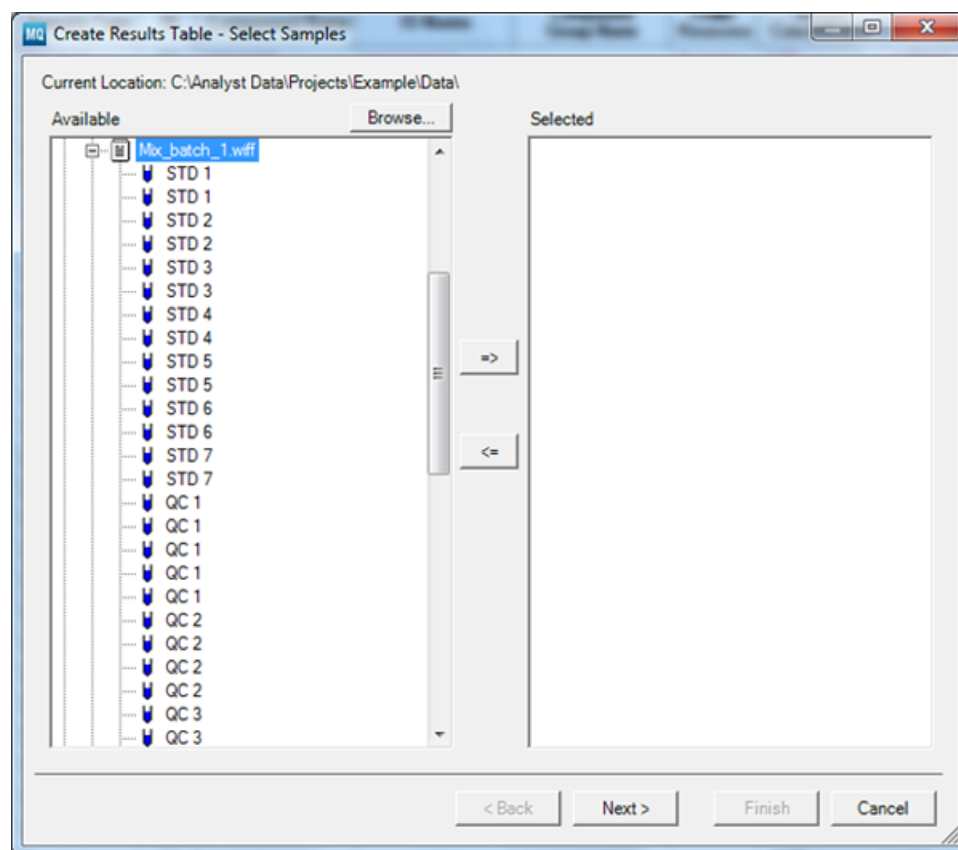 MQ Create Results Table - Select Samples
Current Location: C:\Analyst Data\Projects\Example\Data\
Available
Browse...
Selected
Mix_batch_1.wiff
STD 1
STD 1
STD 2
STD 2
STD 3
STD 3
STD 4
STD 4
STD 5
STD 5
STD 6
STD 6
STD 7
STD 7
QC 1
QC 1
QC 1
QC 1
QC 1
QC 2
QC 2
QC 2
QC 2
QC 3
QC 3
=>
<=
< Back
Next >
Finish
Cancel